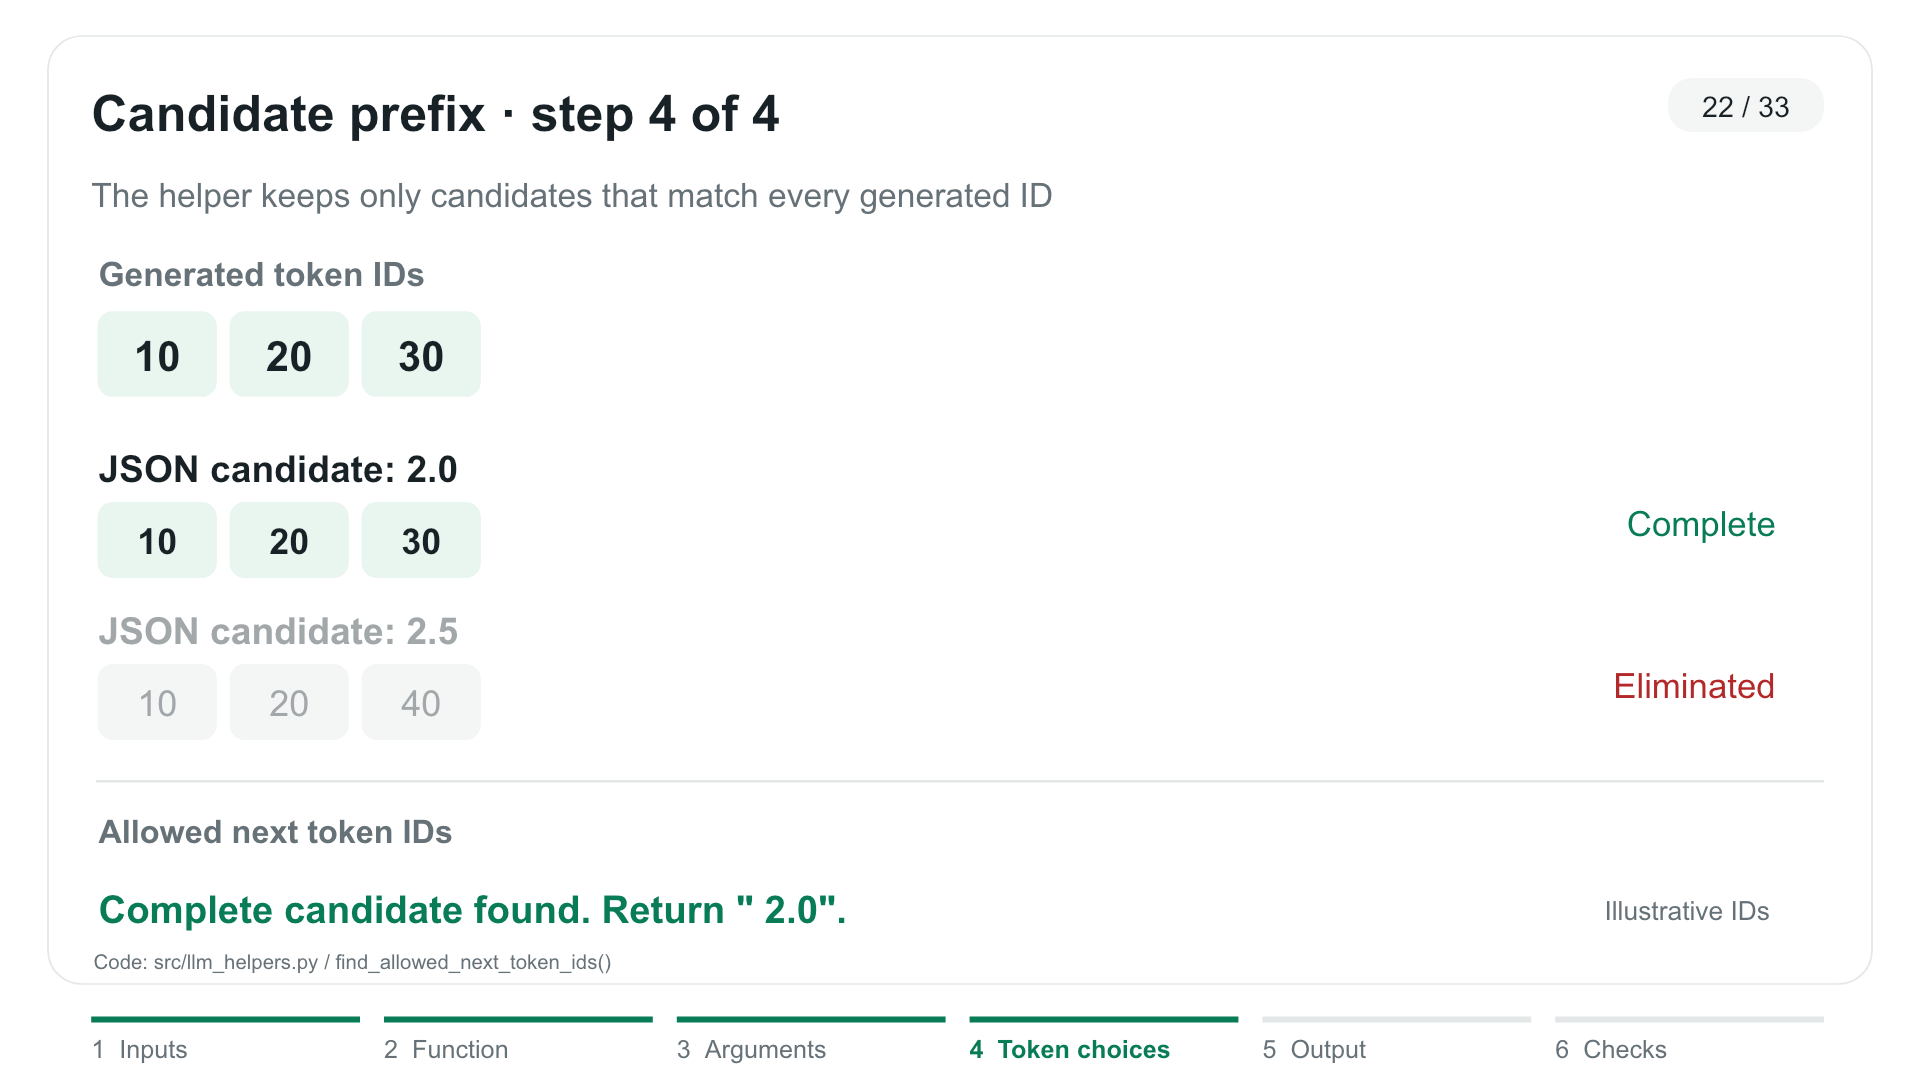 Candidate prefix · step 4 of 4
22 / 33
The helper keeps only candidates that match every generated ID
Generated token IDs
10 20 30
JSON candidate: 2.0
10 20 30
Complete
JSON candidate: 2.5
10 20 40
Eliminated
Allowed next token IDs
Complete candidate found. Return " 2.0".
Illustrative IDs
Code: src/llm_helpers.py / find_allowed_next_token_ids()
1 Inputs
2 Function
3 Arguments
4 Token choices
5 Output
6 Checks